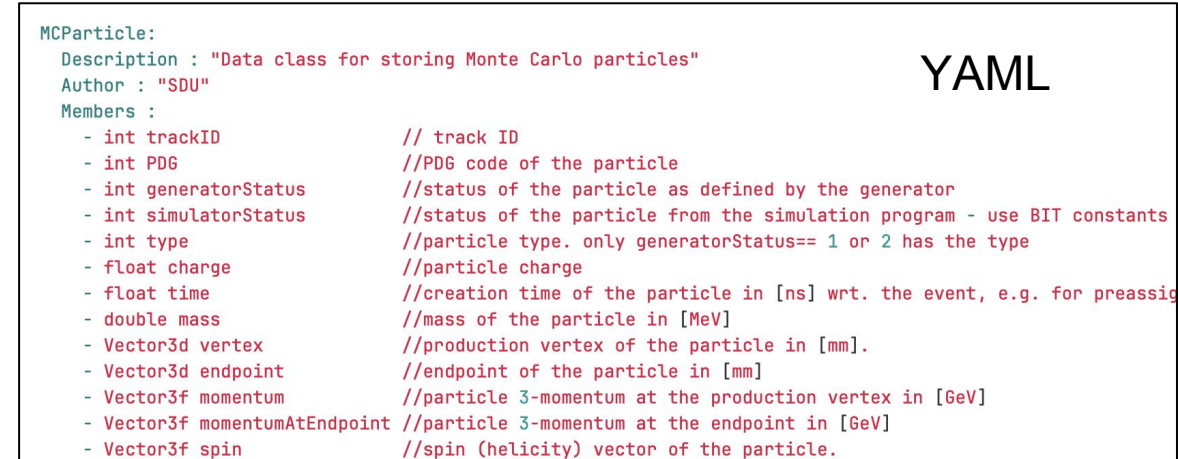 MCParticle:
Description : "Data class for storing Monte Carlo particles"
YAML
Author : "SDU"
Members :
- int trackID // track ID
- int PDG //PDG code of the particle
- int generatorStatus //status of the particle as defined by the generator
- int simulatorStatus //status of the particle from the simulation program - use BIT constants
- int type //particle type. only generatorStatus== 1 or 2 has the type
- float charge //particle charge
- float time //creation time of the particle in [ns] wrt. the event, e.g. for preassig
- double mass //mass of the particle in [MeV]
- Vector3d vertex //production vertex of the particle in [mm].
- Vector3d endpoint //endpoint of the particle in [mm]
- Vector3f momentum //particle 3-momentum at the production vertex in [GeV]
- Vector3f momentumAtEndpoint //particle 3-momentum at the endpoint in [GeV]
- Vector3f spin //spin (helicity) vector of the particle.